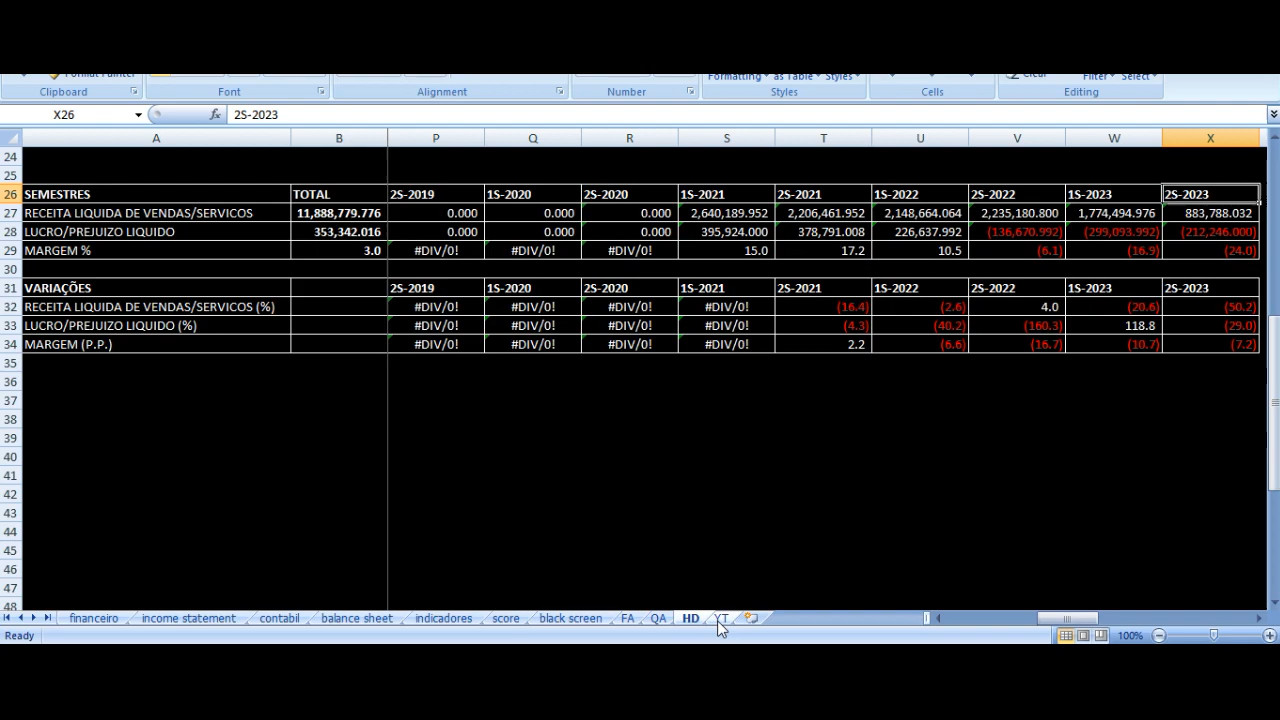 Format Painter
Formatting as Table Styles Clear Filter Select
Clipboard Font Alignment Number Styles Cells Editing
X26 fx 2S-2023
A B P Q R S T U V W X
24
25
26 SEMESTRES TOTAL 2S-2019 1S-2020 2S-2020 1S-2021 2S-2021 1S-2022 2S-2022 1S-2023 2S-2023
27 RECEITA LIQUIDA DE VENDAS/SERVICOS 11,888,779.776 0.000 0.000 0.000 2,640,189.952 2,206,461.952 2,148,664.064 2,235,180.800 1,774,494.976 883,788.032
28 LUCRO/PREJUIZO LIQUIDO 353,342.016 0.000 0.000 0.000 395,924.000 378,791.008 226,637.992 (136,670.992) (299,093.992) (212,246.000)
29 MARGEM % 3.0 #DIV/0! #DIV/0! #DIV/0! 15.0 17.2 10.5 (6.1) (16.9) (24.0)
30
31 VARIAÇÕES 2S-2019 1S-2020 2S-2020 1S-2021 2S-2021 1S-2022 2S-2022 1S-2023 2S-2023
32 RECEITA LIQUIDA DE VENDAS/SERVICOS (%) #DIV/0! #DIV/0! #DIV/0! #DIV/0! (16.4) (2.6) 4.0 (20.6) (50.2)
33 LUCRO/PREJUIZO LIQUIDO (%) #DIV/0! #DIV/0! #DIV/0! #DIV/0! (4.3) (40.2) (160.3) 118.8 (29.0)
34 MARGEM (P.P.) #DIV/0! #DIV/0! #DIV/0! #DIV/0! 2.2 (6.6) (16.7) (10.7) (7.2)
35
36
37
38
39
40
41
42
43
44
45
46
47
48
financeiro income statement contabil balance sheet indicadores score black screen FA QA HD YT
Ready 100%